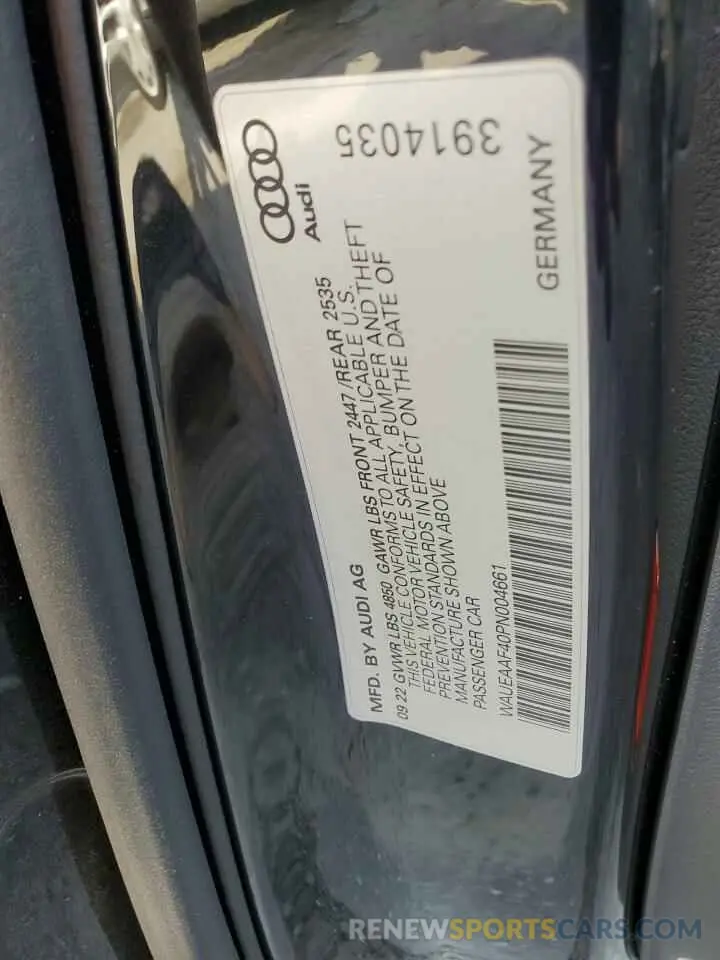 Audi
3914035
GERMANY
MFD. BY AUDI AG
09 22 GVWR LBS 4850 GAWR LBS FRONT 2447/REAR 2535
THIS VEHICLE CONFORMS TO ALL APPLICABLE U.S.
FEDERAL MOTOR VEHICLE SAFETY, BUMPER AND THEFT
PREVENTION STANDARDS IN EFFECT ON THE DATE OF
MANUFACTURE SHOWN ABOVE
PASSENGER CAR
WAUEAAF40PN004661
RENEWSPORTSCARS.COM